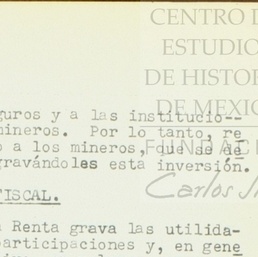 CENTRO D
ESTUDIO
DE HISTOR
DE MEXIC
FUNDACI
Carlos
guros y a las institucio--
mineros. Por lo tanto, re
o a los mineros, que se de
gravándoles esta inversión.
FISCAL.
s Renta grava las utilida-
participaciones y, en gene